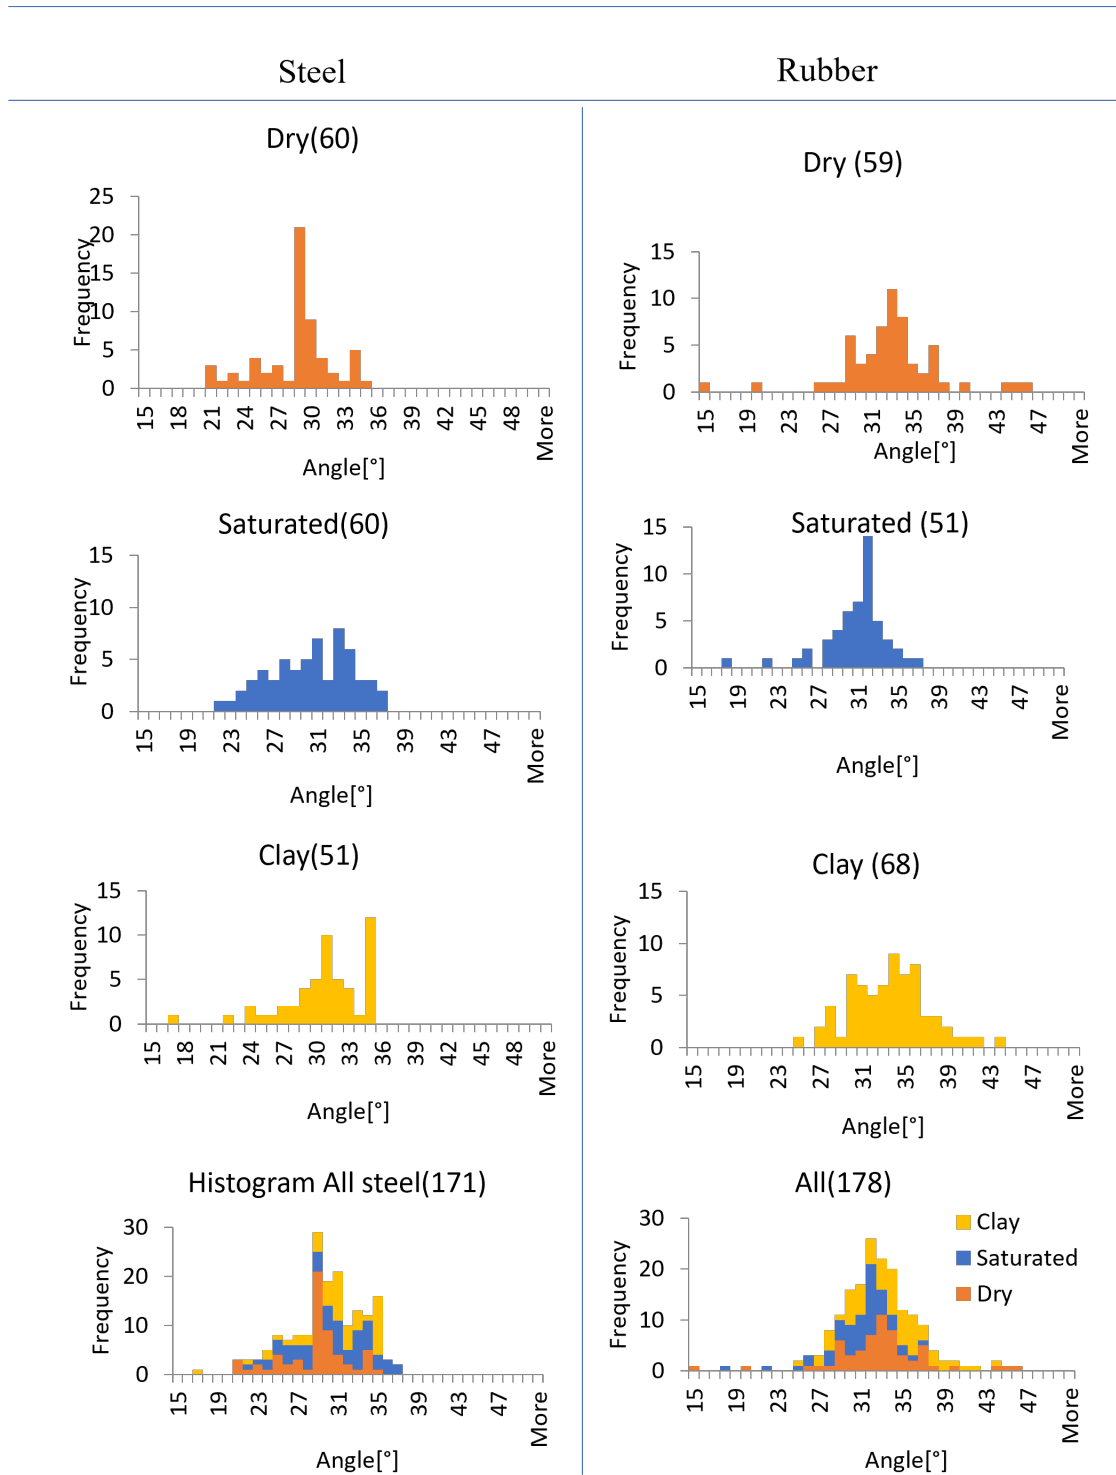 Steel
Rubber
Dry(60)
Frequency
25
20
15
10
5
0
15 18 21 24 27 30 33 36 39 42 45 48 More
Angle[°]
Dry (59)
Frequency
15
10
5
0
15 19 23 27 31 35 39 43 47 More
Angle[°]
Saturated(60)
Frequency
15
10
5
0
15 19 23 27 31 35 39 43 47 More
Angle[°]
Saturated (51)
Frequency
15
10
5
0
15 19 23 27 31 35 39 43 47 More
Angle[°]
Clay(51)
Frequency
15
10
5
0
15 18 21 24 27 30 33 36 39 42 45 48 More
Angle[°]
Clay (68)
Frequency
15
10
5
0
15 19 23 27 31 35 39 43 47 More
Angle[°]
Histogram All steel(171)
Frequency
30
20
10
0
15 19 23 27 31 35 39 43 47 More
Angle[°]
All(178)
Frequency
30
20
10
0
15 19 23 27 31 35 39 43 47 More
Angle[°]
Clay
Saturated
Dry